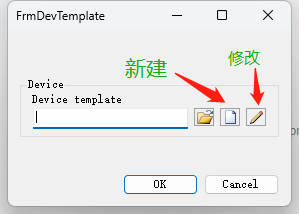 FrmDevTemplate
新建
修改
Device
Device template
OK
Cancel